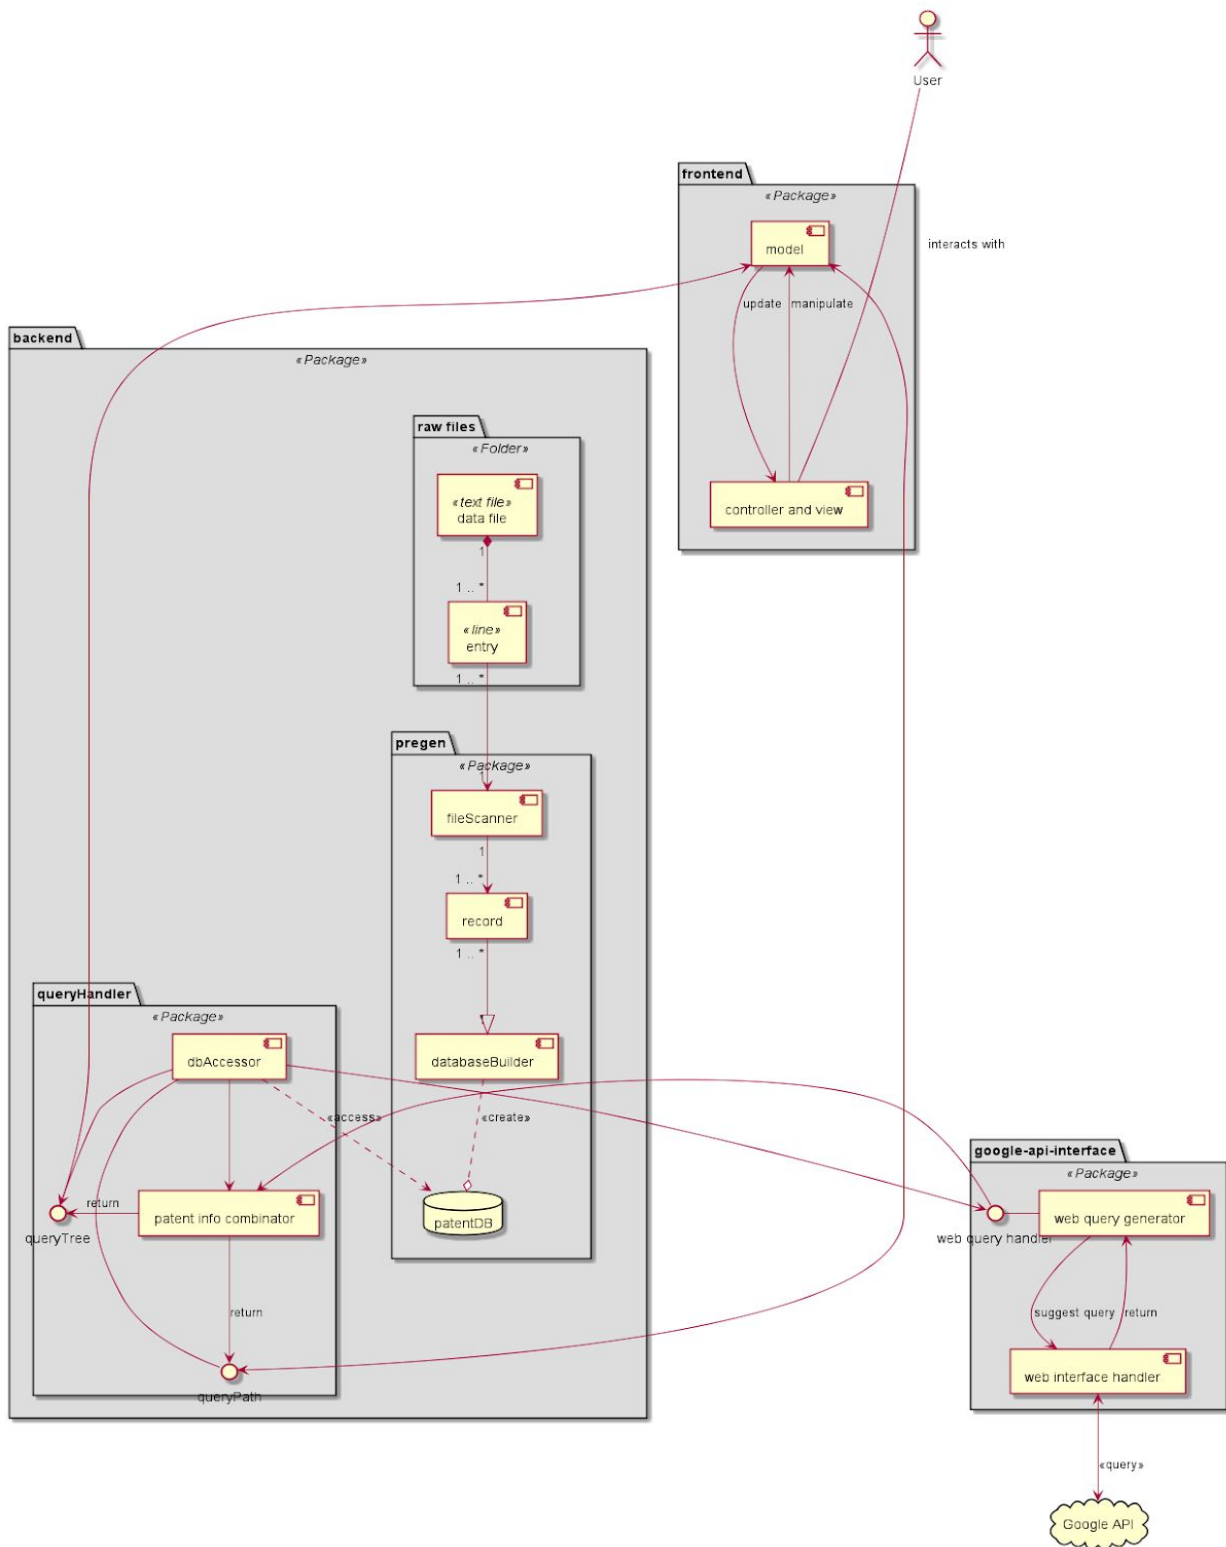 User
frontend
«Package»
model
interacts with
update
manipulate
controller and view
backend
«Package»
raw files
«Folder»
«text file»
data file
1
1 .. *
«line»
entry
1 .. *
pregen
«Package»
1
fileScanner
1
1 .. *
record
1 .. *
databaseBuilder
queryHandler
«Package»
dbAccessor
«access»
«create»
return
patent info combinator
queryTree
patentDB
return
queryPath
google-api-interface
«Package»
web query generator
web query handler
suggest query
return
web interface handler
«query»
Google API